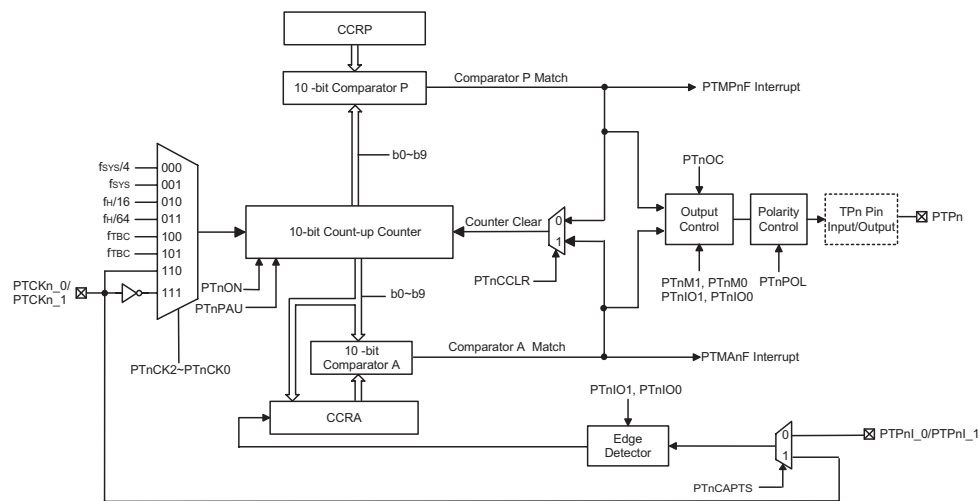 CCRP
10 -bit Comparator P
Comparator P Match
PTMPnF Interrupt
b0~b9
fSYS/4
000
fSYS
001
fH/16
010
fH/64
011
fTBC
100
fTBC
101
110
111
PTCKn_0/
PTCKn_1
PTnCK2~PTnCK0
10-bit Count-up Counter
PTnON
PTnPAU
Counter Clear
0
1
PTnCCLR
PTnOC
Output
Control
PTnM1, PTnM0
PTnIO1, PTnIO0
Polarity
Control
PTnPOL
TPn Pin
Input/Output
PTPn
b0~b9
10 -bit
Comparator A
Comparator A Match
PTMAnF Interrupt
CCRA
PTnIO1, PTnIO0
Edge
Detector
0
1
PTPnI_0/PTPnI_1
PTnCAPTS